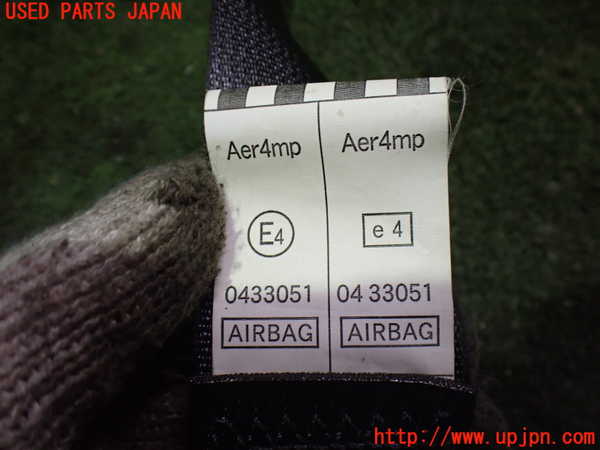 USED PARTS JAPAN
Aer4mp
E4
0433051
AIRBAG
Aer4mp
e 4
04 33051
AIRBAG
http://www.upjpn.com/